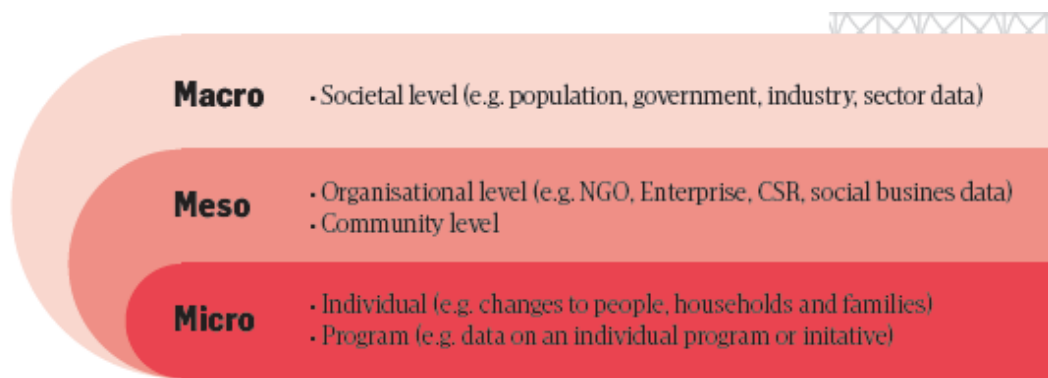 Macro
• Societal level (e.g. population, government, industry, sector data)
Meso
• Organisational level (e.g. NGO, Enterprise, CSR, social busines data)
• Community level
Micro
• Individual (e.g. changes to people, households and families)
• Program (e.g. data on an individual program or initative)